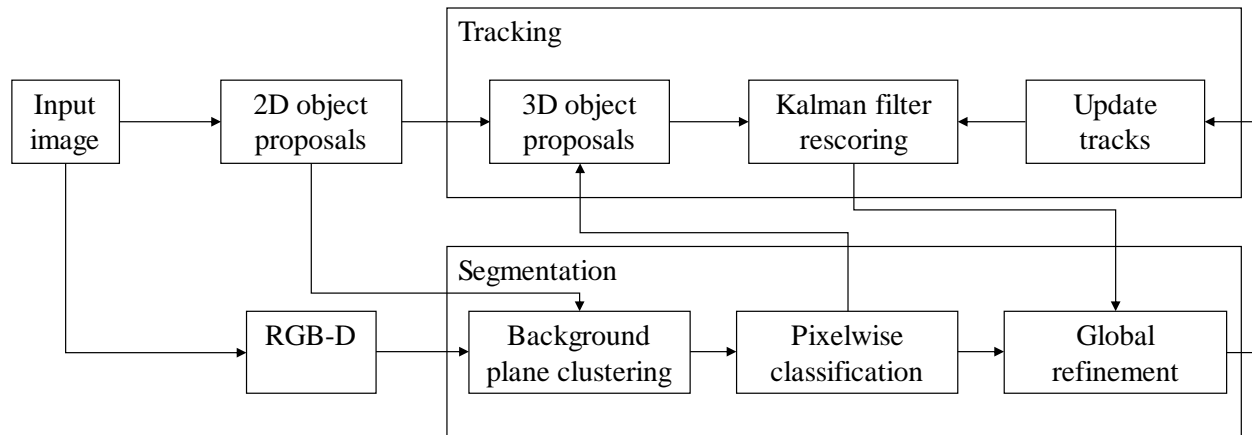 Tracking
Input
image
2D object
proposals
3D object
proposals
Kalman filter
rescoring
Update
tracks
Segmentation
RGB-D
Background
plane clustering
Pixelwise
classification
Global
refinement